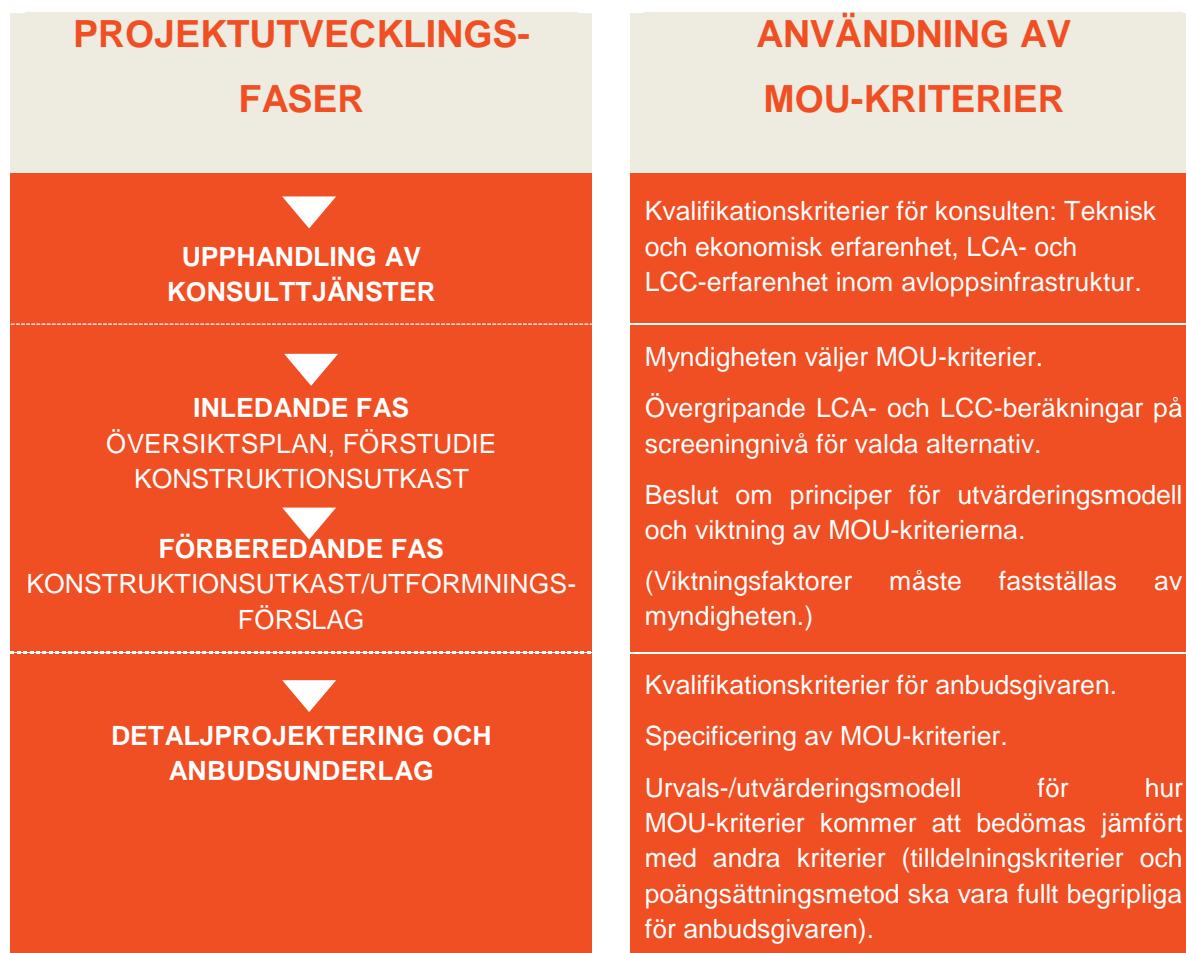 PROJEKTUTVECKLINGS-
FASER
ANVÄNDNING AV
MOU-KRITERIER
UPPHANDLING AV
KONSULTTJÄNSTER
Kvalifikationskriterier för konsulten: Teknisk
och ekonomisk erfarenhet, LCA- och
LCC-erfarenhet inom avloppsinfrastruktur.
INLEDANDE FAS
ÖVERSIKTSPLAN, FÖRSTUDIE
KONSTRUKTIONSUTKAST
FÖRBEREDANDE FAS
KONSTRUKTIONSUTKAST/UTFORMNINGS-
FÖRSLAG
Myndigheten väljer MOU-kriterier.
Övergripande LCA- och LCC-beräkningar på
screeningnivå för valda alternativ.
Beslut om principer för utvärderingsmodell
och viktning av MOU-kriterierna.
(Viktningsfaktorer måste fastställas av
myndigheten.)
DETALJPROJEKTERING OCH
ANBUDSUNDERLAG
Kvalifikationskriterier för anbudsgivaren.
Specificering av MOU-kriterier.
Urvals-/utvärderingsmodell för hur
MOU-kriterier kommer att bedömas jämfört
med andra kriterier (tilldelningskriterier och
poängsättningsmetod ska vara fullt begripliga
för anbudsgivaren).